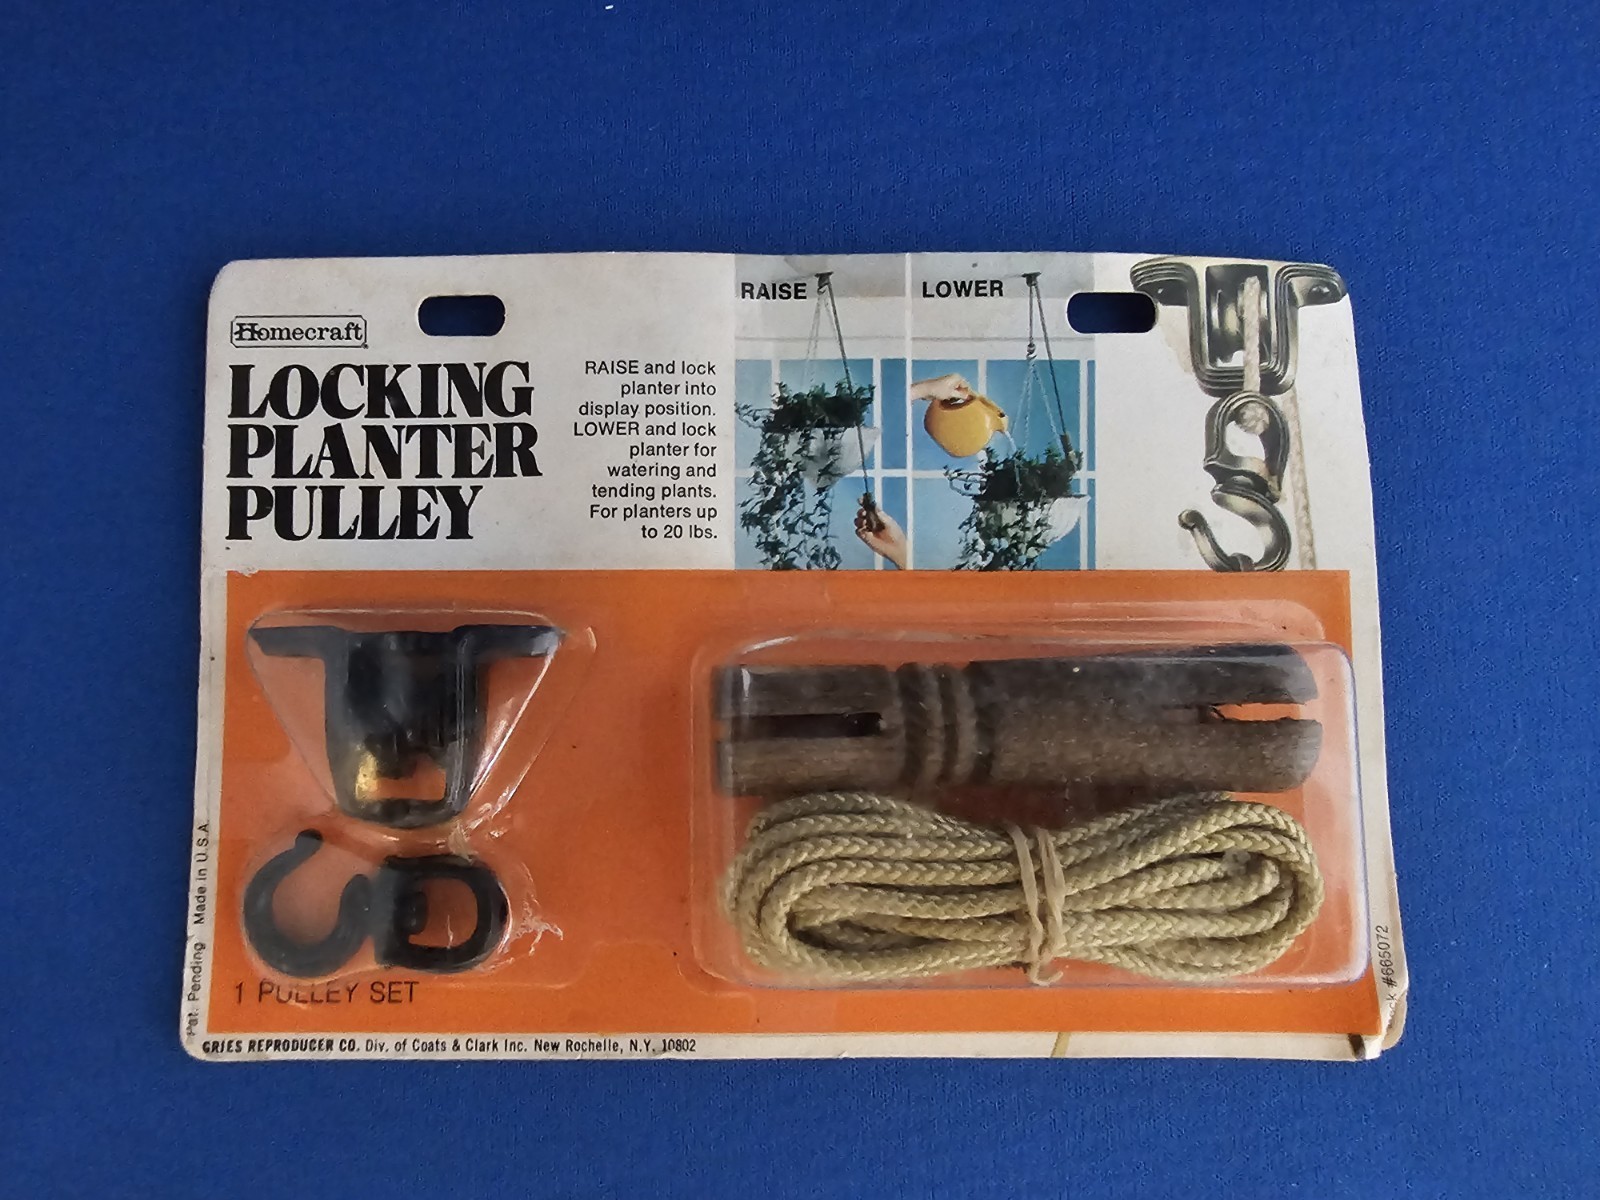 Homecraft
LOCKING
PLANTER
PULLEY
RAISE and lock
planter into
display position.
LOWER and lock
planter for
watering and
tending plants.
For planters up
to 20 lbs.
RAISE
LOWER
1 PULLEY SET
Pat. Pending Made in U.S.A.
#665072
GRIES REPRODUCER CO. Div. of Coats & Clark Inc. New Rochelle, N.Y. 10802